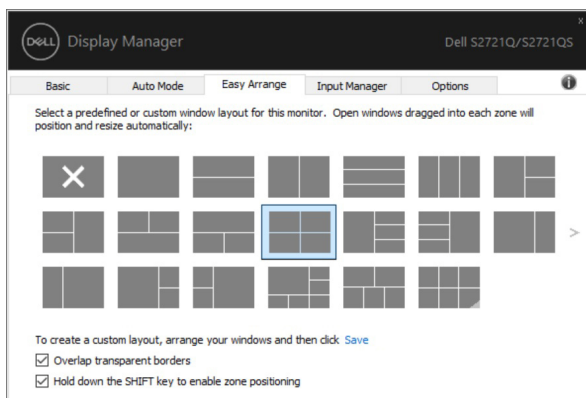 DELL Display Manager Dell S2721Q/S2721QS
x
Basic Auto Mode Easy Arrange Input Manager Options i
Select a predefined or custom window layout for this monitor. Open windows dragged into each zone will
position and resize automatically:
>
To create a custom layout, arrange your windows and then click Save
Overlap transparent borders
Hold down the SHIFT key to enable zone positioning